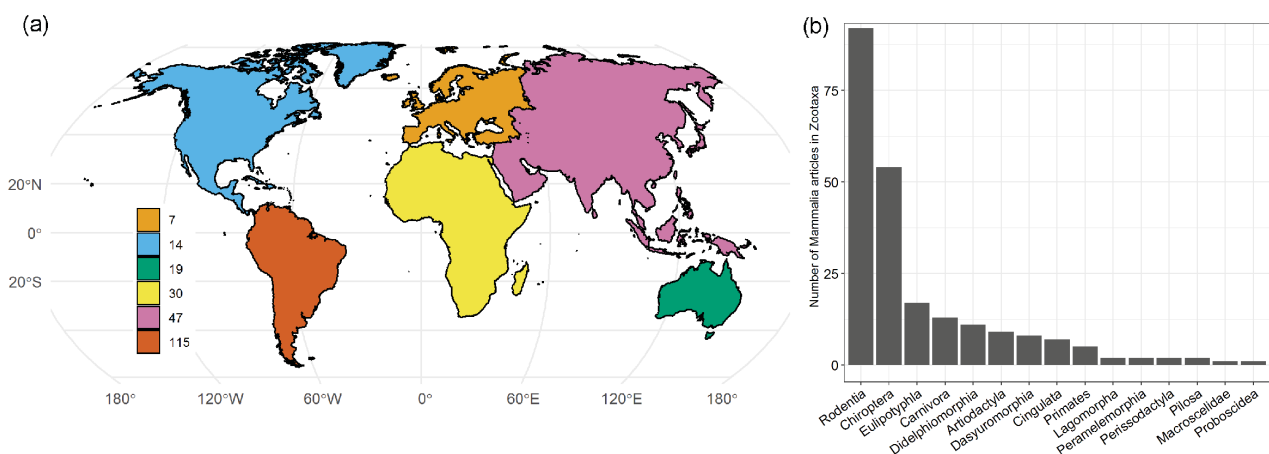 (a)
20°N
0°
20°S
7
14
19
30
47
115
180°
120°W
60°W
0°
60°E
120°E
180°
(b)
Number of Mammalia articles in Zootaxa
75
50
25
0
Rodentia
Chiroptera
Eulipotyphla
Carnivora
Didelphiomorphia
Artiodactyla
Dasyuromorphia
Cingulata
Primates
Lagomorpha
Peramelemorphia
Perissodactyla
Pilosa
Macroscelidae
Proboscidea